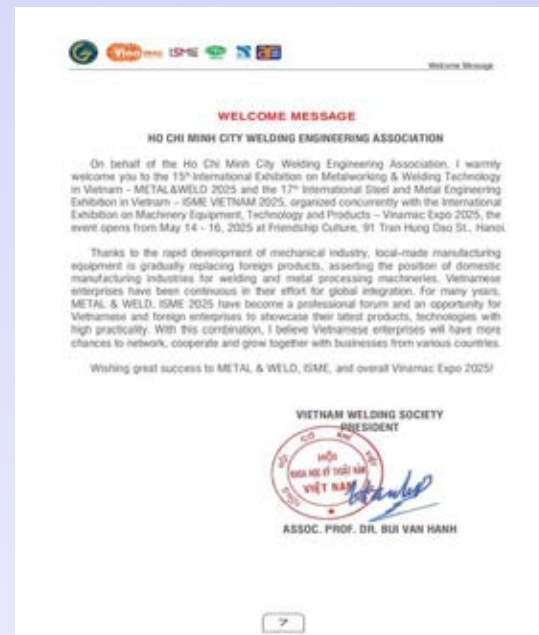 Vinamac ISME
Welcome Message
WELCOME MESSAGE
HO CHI MINH CITY WELDING ENGINEERING ASSOCIATION
On behalf of the Ho Chi Minh City Welding Engineering Association, I warmly
welcome you to the 15th International Exhibition on Metalworking & Welding Technology
in Vietnam - METAL&WELD 2025 and the 17th International Steel and Metal Engineering
Exhibition in Vietnam – ISME VIETNAM 2025, organized concurrently with the International
Exhibition on Machinery Equipment, Technology and Products – Vinamac Expo 2025, the
event opens from May 14 - 16, 2025 at Friendship Culture, 91 Tran Hung Dao St., Hanoi.
Thanks to the rapid development of mechanical industry, local-made manufacturing
equipment is gradually replacing foreign products, asserting the position of domestic
manufacturing industries for welding and metal processing machineries. Vietnamese
enterprises have been continuous in their effort for global integration. For many years,
METAL & WELD, ISME 2025 have become a professional forum and an opportunity for
Vietnamese and foreign enterprises to showcase their latest products, technologies with
high practicality. With this combination, I believe Vietnamese enterprises will have more
chances to network, cooperate and grow together with businesses from various countries.
Wishing great success to METAL & WELD, ISME, and overall Vinamac Expo 2025!
VIETNAM WELDING SOCIETY
PRESIDENT
HỘI
KHOA HỌC KỸ THUẬT HÀN
VIỆT NAM
ASSOC. PROF. DR. BUI VAN HANH
7